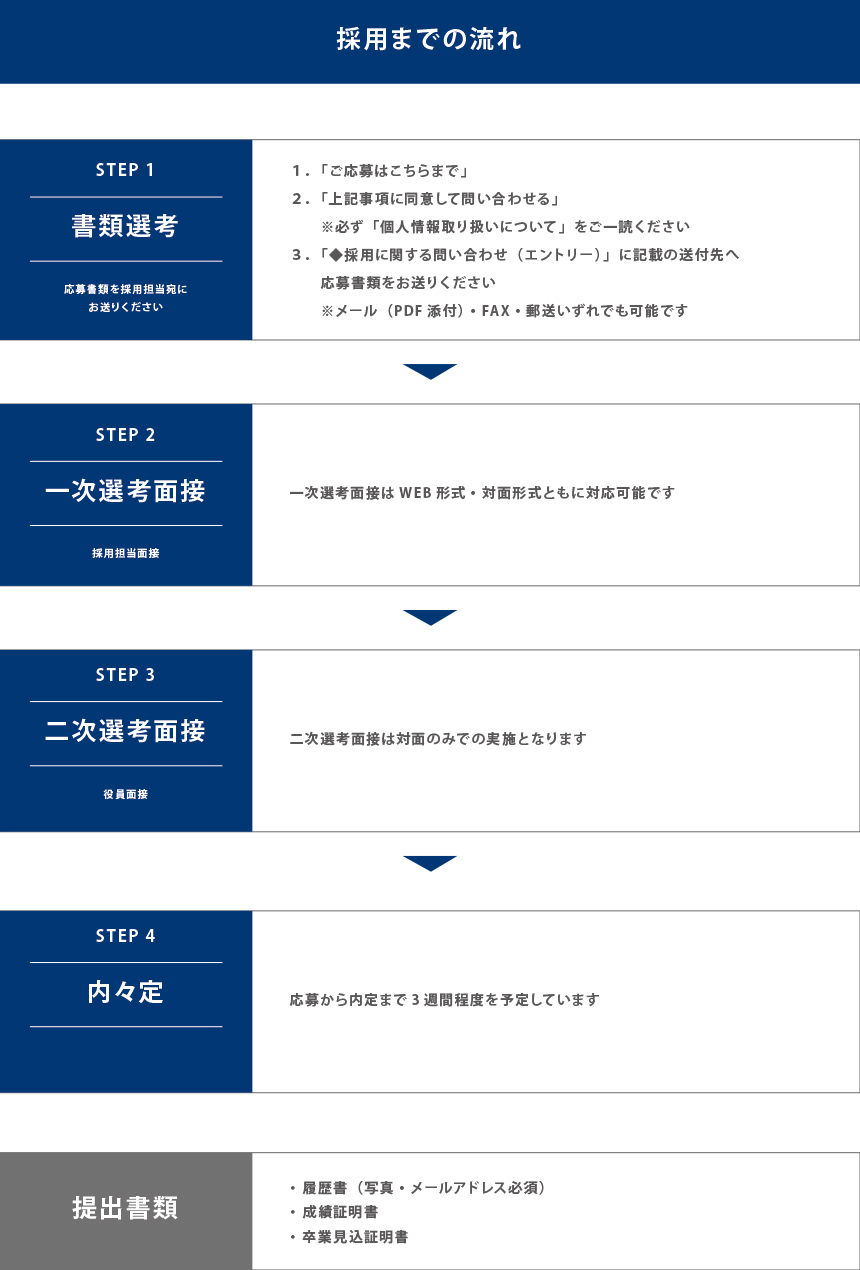 採用までの流れ
STEP 1
書類選考
応募書類を採用担当宛に
お送りください
1．「ご応募はこちらまで」
2．「上記事項に同意して問い合わせる」
※必ず「個人情報取り扱いについて」をご一読ください
3．「◆採用に関する問い合わせ（エントリー）」に記載の送付先へ
応募書類をお送りください
※メール（PDF 添付）・FAX・郵送いずれでも可能です
STEP 2
一次選考面接
採用担当面接
一次選考面接は WEB 形式・対面形式ともに対応可能です
STEP 3
二次選考面接
役員面接
二次選考面接は対面のみでの実施となります
STEP 4
内々定
応募から内定まで 3 週間程度を予定しています
提出書類
・履歴書（写真・メールアドレス必須）
・成績証明書
・卒業見込証明書